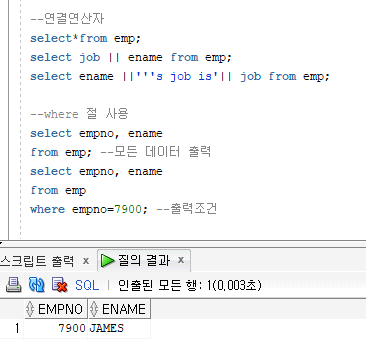 --연결연산자
select*from emp;
select job || ename from emp;
select ename ||'''s job is'|| job from emp;
--where 절 사용
select empno, ename
from emp; --모든 데이터 출력
select empno, ename
from emp
where empno=7900; --출력조건
스크립트 출력 × 질의 결과 ×
SQL | 인출된 모든 행: 1(0,003초)
EMPNO ENAME
1 7900 JAMES